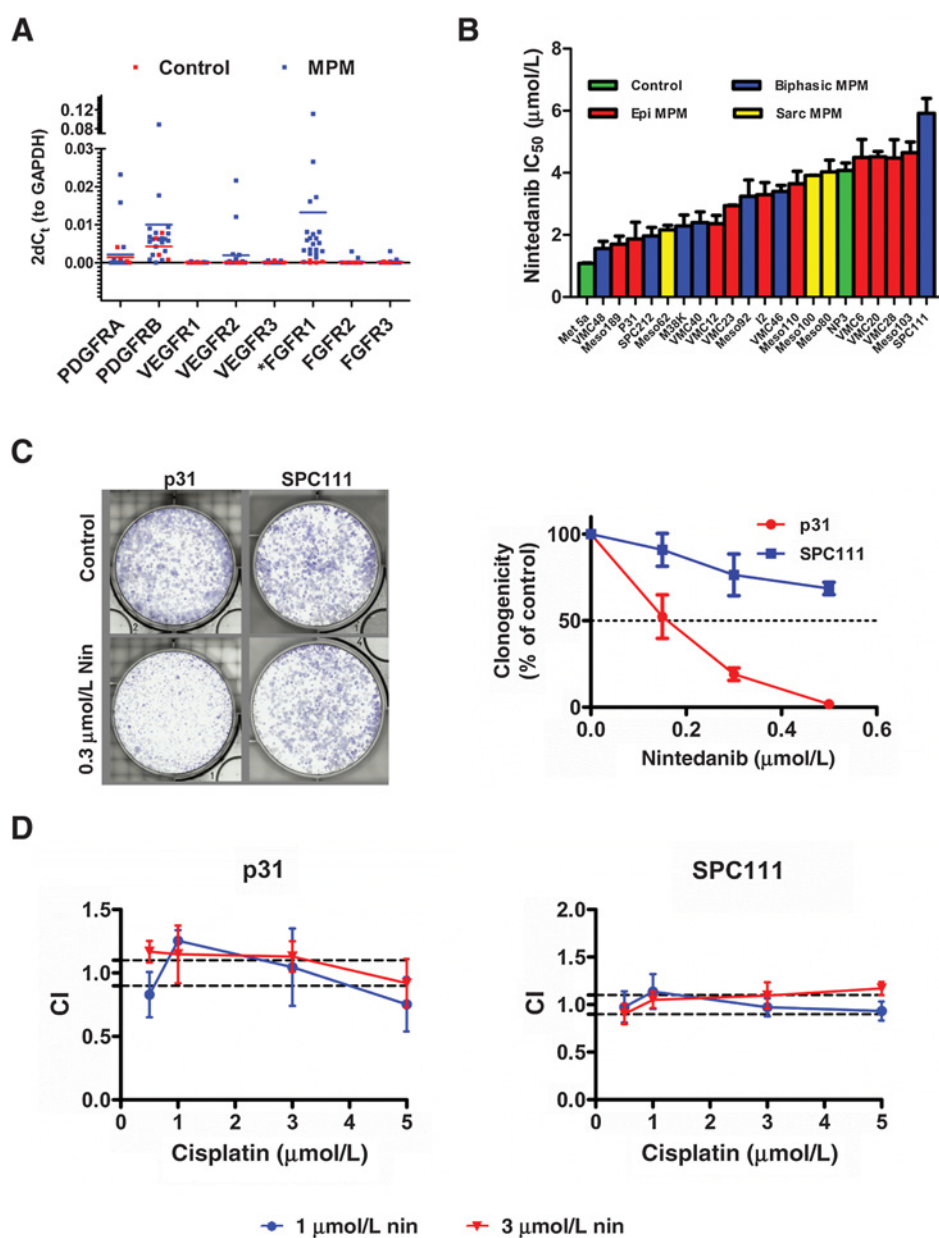 A
Control
MPM
2dCt (to GAPDH)
0.12
0.08
0.03
0.02
0.01
0.00
PDGFRA
PDGFRB
VEGFR1
VEGFR2
VEGFR3
*FGFR1
FGFR2
FGFR3
B
Nintedanib IC50 (µmol/L)
8
6
4
2
0
Control
Biphasic MPM
Epi MPM
Sarc MPM
Met 5a
VMC48
Meso189
P31
SPC212
Meso62
M38K
VMC40
VMC12
VMC23
Meso92
I2
VMC46
Meso110
Meso100
Meso80
NP3
VMC6
VMC20
VMC28
Meso103
SPC111
C
p31
SPC111
Control
0.3 µmol/L Nin
2
1
4
1
Clonogenicity
(% of control)
100
50
0
p31
SPC111
0.0
0.2
0.4
0.6
Nintedanib (µmol/L)
D
p31
CI
1.5
1.0
0.5
0.0
0
1
2
3
4
5
Cisplatin (µmol/L)
SPC111
CI
2.0
1.5
1.0
0.5
0.0
0
1
2
3
4
5
Cisplatin (µmol/L)
1 µmol/L nin
3 µmol/L nin